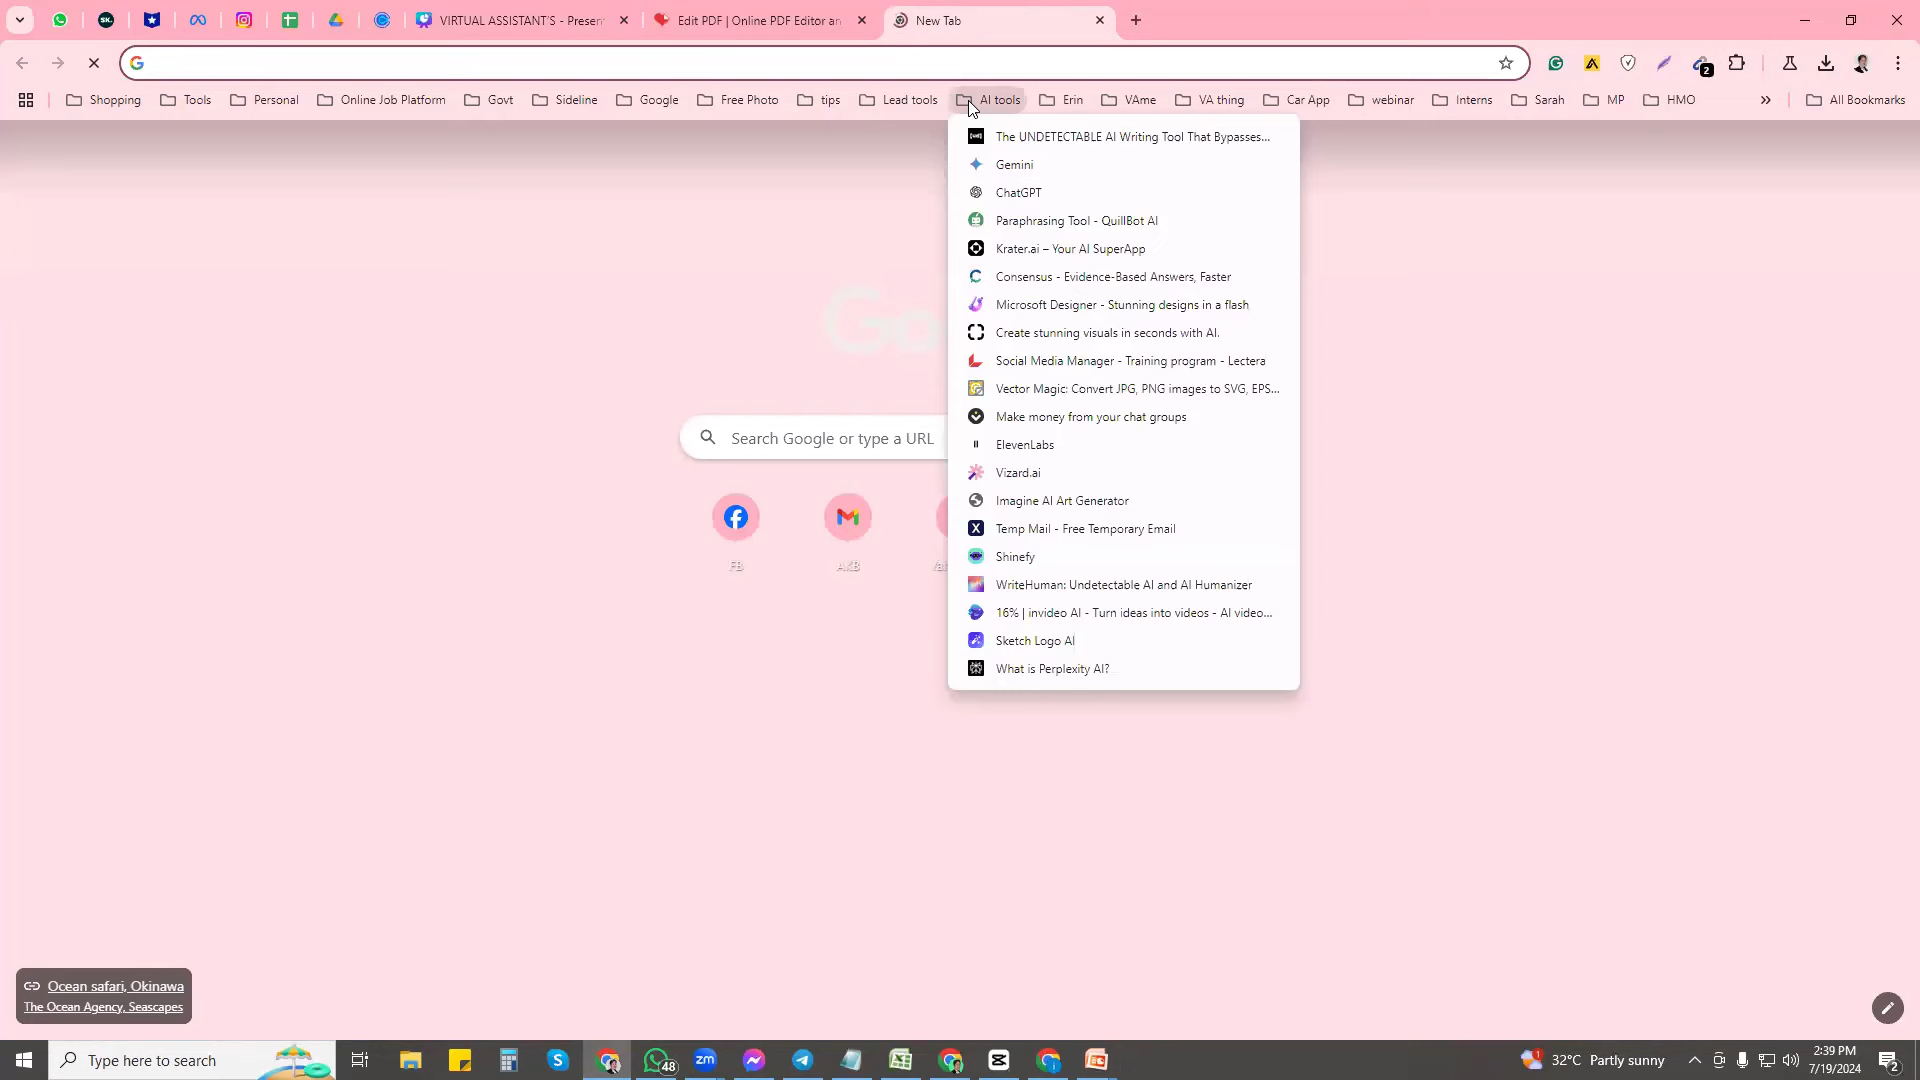 VIRTUAL ASSISTANT'S - Present
Edit PDF | Online PDF Editor an
New Tab
2
Shopping
Tools
Personal
Online Job Platform
Govt
Sideline
Google
Free Photo
tips
Lead tools
AI tools
Erin
VAme
VA thing
Car App
webinar
Interns
Sarah
MP
HMO
All Bookmarks
The UNDETECTABLE AI Writing Tool That Bypasses...
Gemini
ChatGPT
Paraphrasing Tool - QuillBot AI
Krater.ai – Your AI SuperApp
Consensus - Evidence-Based Answers, Faster
Microsoft Designer - Stunning designs in a flash
Create stunning visuals in seconds with AI.
Social Media Manager - Training program - Lectera
Vector Magic: Convert JPG, PNG images to SVG, EPS...
Make money from your chat groups
ElevenLabs
Vizard.ai
Imagine AI Art Generator
Temp Mail - Free Temporary Email
Shinefy
WriteHuman: Undetectable AI and AI Humanizer
16% | invideo AI - Turn ideas into videos - AI video...
Sketch Logo AI
What is Perplexity AI?
Search Google or type a URL
FB
AKB
Ocean safari, Okinawa
The Ocean Agency, Seascapes
Type here to search
48
32°C Partly sunny
2:39 PM
7/19/2024
2